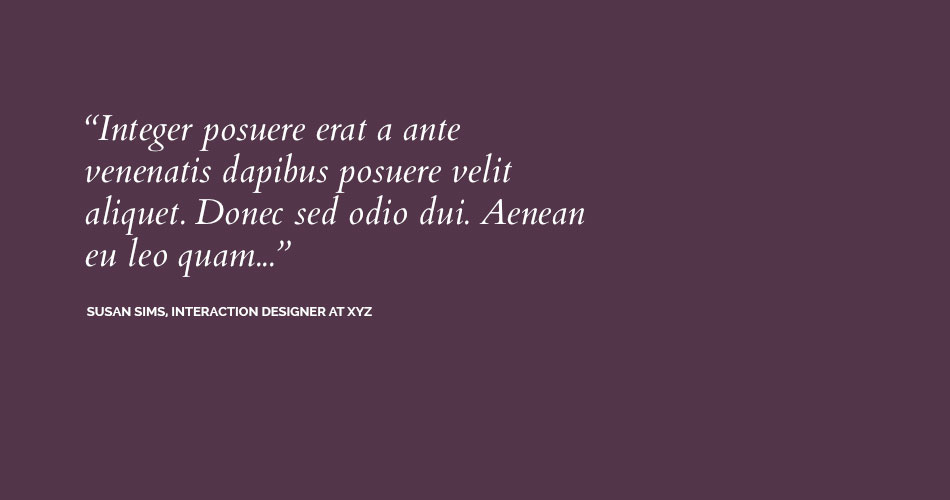 “Integer posuere erat a ante
venenatis dapibus posuere velit
aliquet. Donec sed odio dui. Aenean
eu leo quam...”
SUSAN SIMS, INTERACTION DESIGNER AT XYZ